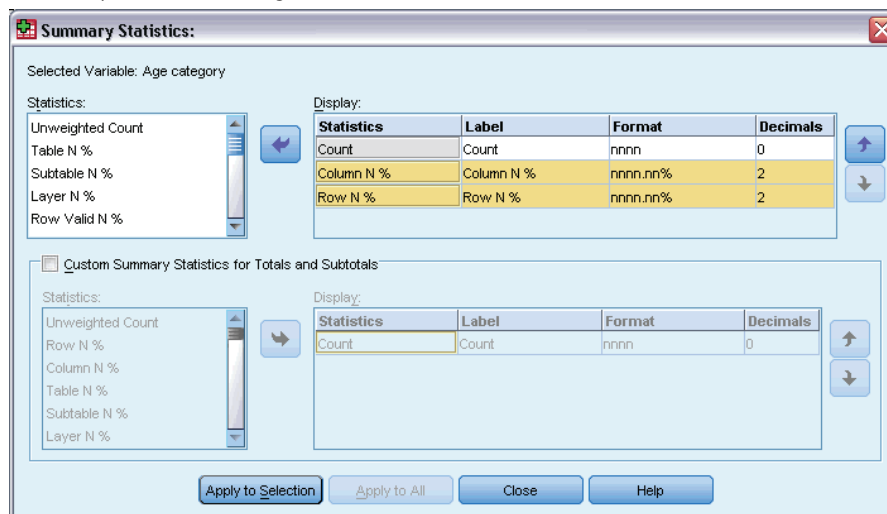 Summary Statistics:
Selected Variable: Age category
Statistics:
Unweighted Count
Table N %
Subtable N %
Layer N %
Row Valid N %
Display:
Statistics Label Format Decimals
Count Count nnnn 0
Column N % Column N % nnnn.nn% 2
Row N % Row N % nnnn.nn% 2
Custom Summary Statistics for Totals and Subtotals
Statistics:
Unweighted Count
Row N %
Column N %
Table N %
Subtable N %
Layer N %
Display:
Statistics Label Format Decimals
Count Count nnnn 0
Apply to Selection Apply to All Close Help